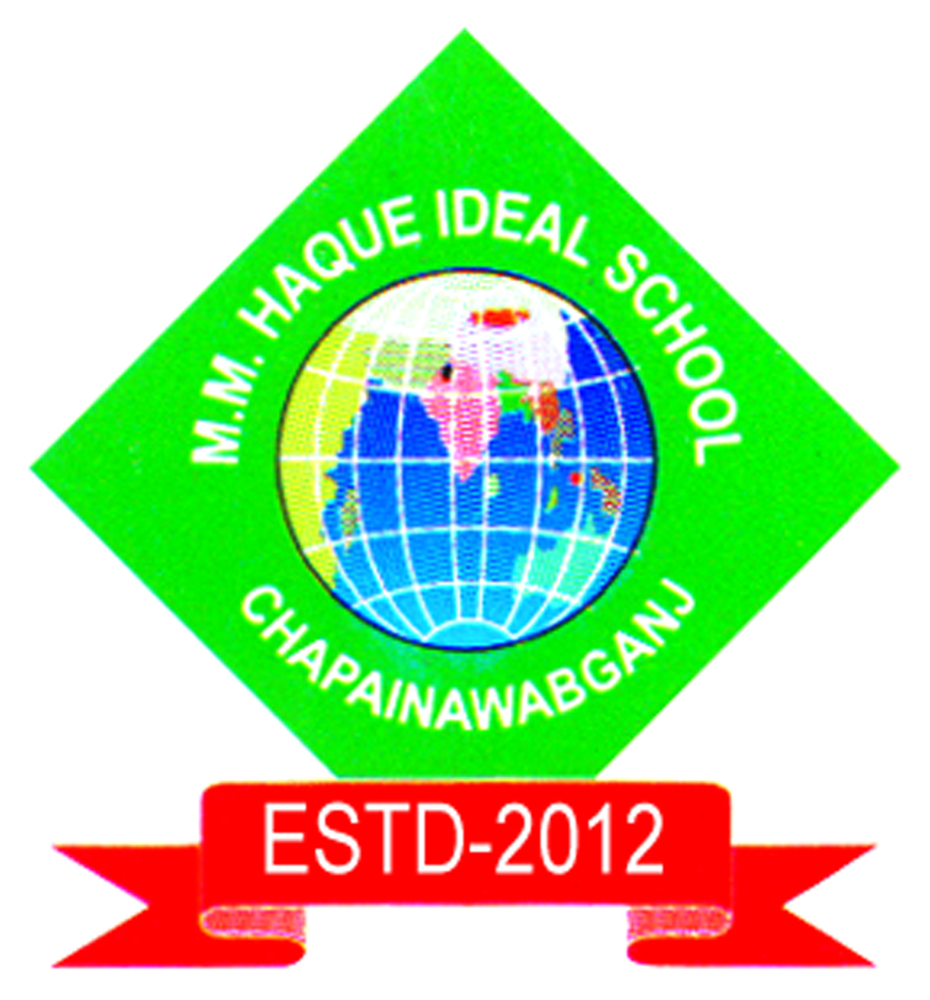 M.M. HAQUE IDEAL SCHOOL
CHAPAINAWABGANJ
ESTD-2012